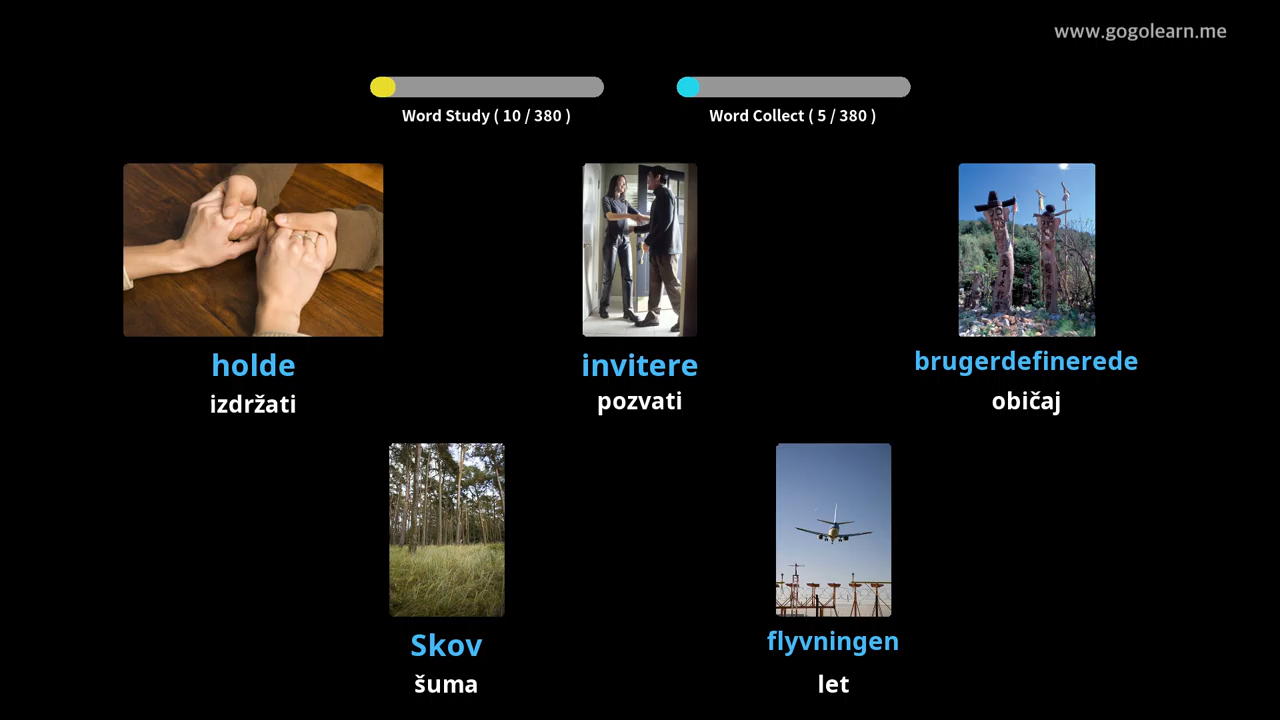 www.gogolearn.me
Word Study ( 10 / 380 )
Word Collect ( 5 / 380 )
holde
izdržati
invitere
pozvati
brugerdefinerede
običaj
Skov
šuma
flyvningen
let